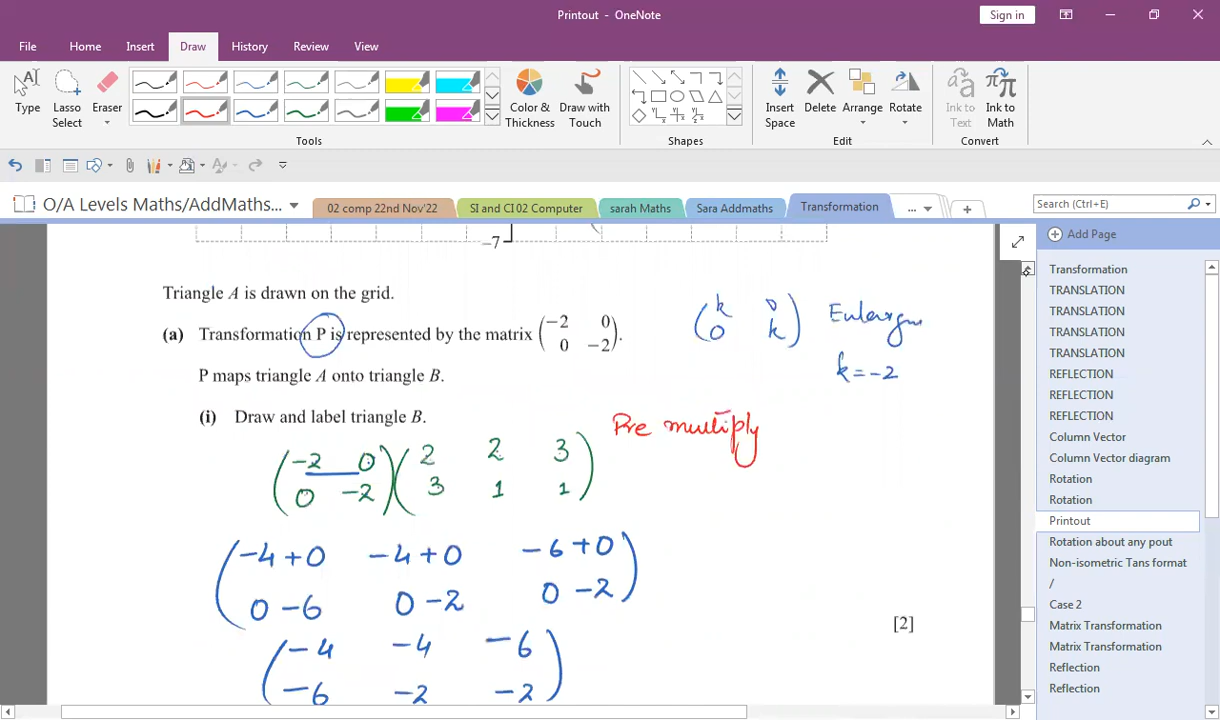 Printout - OneNote
Sign in
File Home Insert Draw History Review View
Type
Lasso Select
Eraser
Color & Thickness
Draw with Touch
Insert Space
Delete
Arrange
Rotate
Ink to Text
Ink to Math
Tools
Shapes
Edit
Convert
O/A Levels Maths/AddMaths...
02 comp 22nd Nov'22
SI and CI 02 Computer
sarah Maths
Sara Addmaths
Transformation
...
Search (Ctrl+E)
Add Page
Transformation
TRANSLATION
TRANSLATION
TRANSLATION
TRANSLATION
REFLECTION
REFLECTION
REFLECTION
Column Vector
Column Vector diagram
Rotation
Rotation
Printout
Rotation about any pout
Non-isometric Tans format
/
Case 2
Matrix Transformation
Matrix Transformation
Reflection
Reflection
-7
Triangle A is drawn on the grid.
(a) Transformation P is represented by the matrix (-2 0
0 -2).
(k 0
0 k)
k = -2
P maps triangle A onto triangle B.
(i) Draw and label triangle B.
Pre multiply
(-2 0) (2 2 3)
(0 -2) (3 1 1)
(-4+0 -4+0 -6+0)
(0-6 0-2 0-2)
[2]
(-4 -4 -6)
(-6 -2 -2)